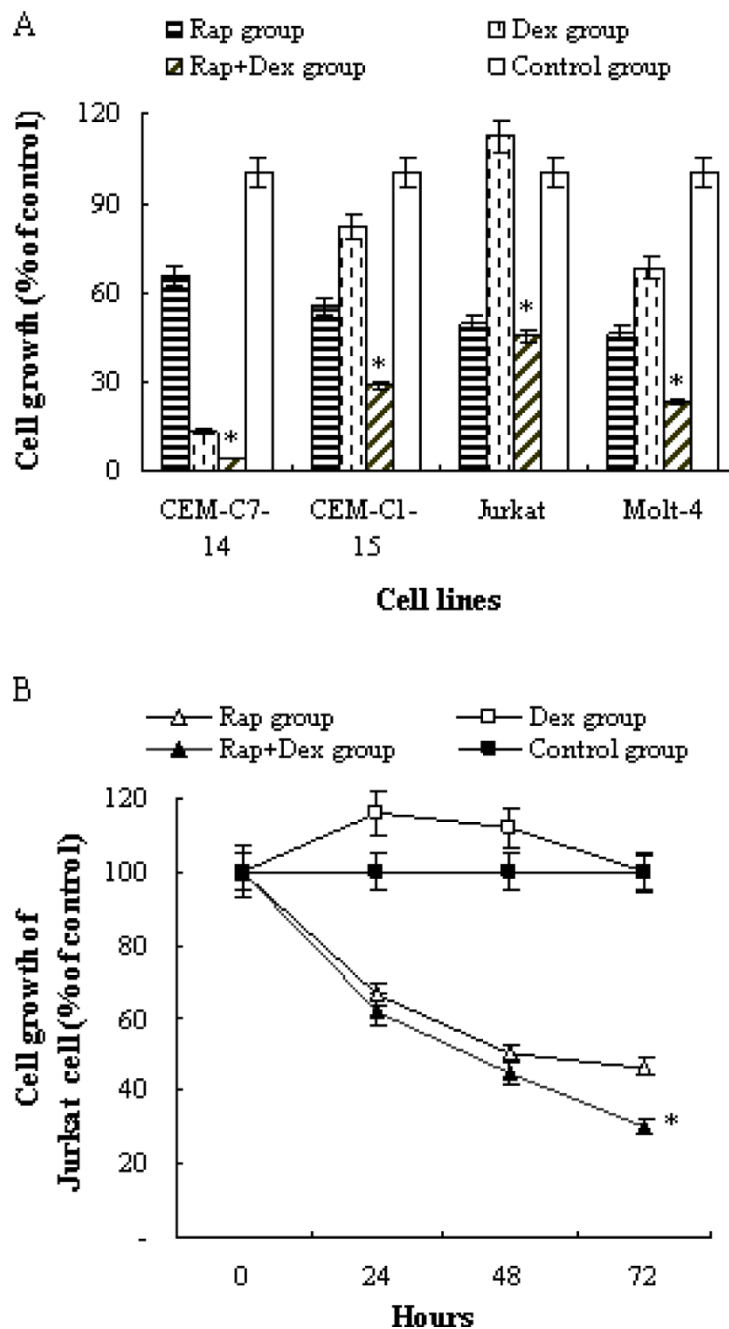 A
Rap group Dex group
Rap+Dex group Control group
Cell growth (% of control)
120
90
60
30
0
*
*
*
*
CEM-C7-14
CEM-C1-15
Jurkat
Molt-4
Cell lines
B
Rap group Dex group
Rap+Dex group Control group
Cell growth of
Jurkat cell (% of control)
120
100
80
60
40
20
-
*
0 24 48 72
Hours